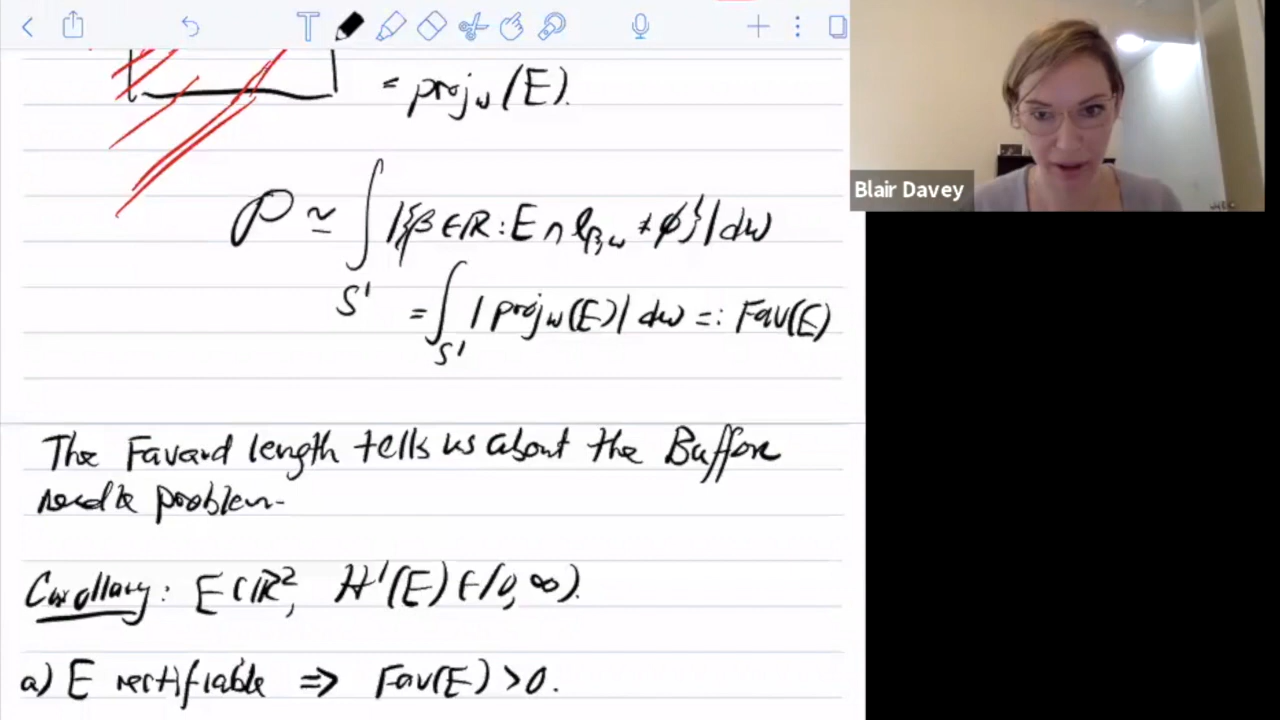 = proj_ω(E).
Blair Davey
P ≃ ∫_{S¹} |{β ∈ ℝ : E ∩ ℓ_{β,ω} ≠ ∅}| dω
= ∫_{S¹} |proj_ω(E)| dω =: Fav(E)
The Favard length tells us about the Buffon
needle problem.
Corollary: E ⊂ ℝ², H¹(E) ∈ (0, ∞).
a) E rectifiable ⇒ Fav(E) > 0.